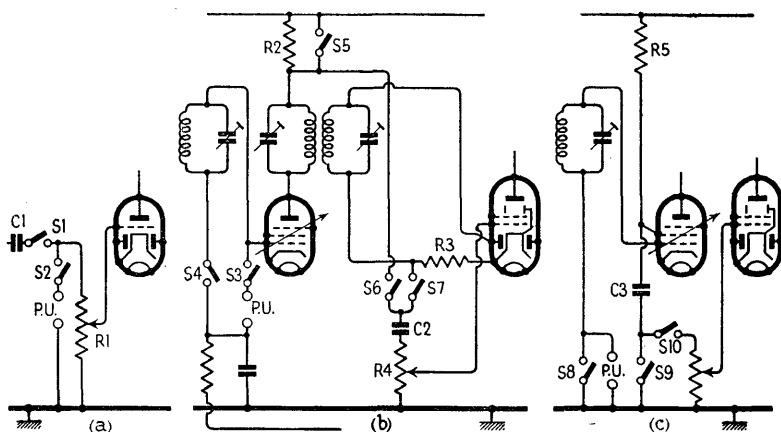 R2
S5
R5
C1
S1
S2
P.U.
R1
S4
S3
P.U.
R3
S6
S7
C2
R4
C3
S10
S8
P.U.
S9
(a)
(b)
(c)